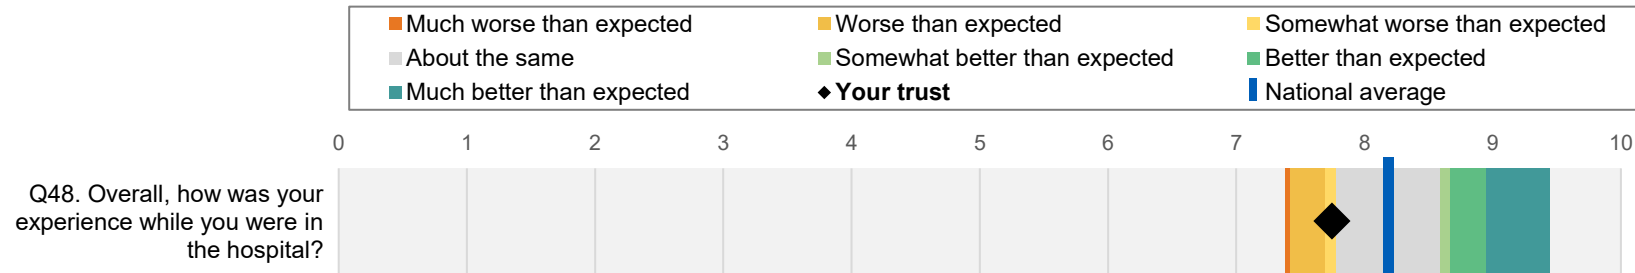 Much worse than expected Worse than expected Somewhat worse than expected
About the same Somewhat better than expected Better than expected
Much better than expected Your trust National average
0 1 2 3 4 5 6 7 8 9 10
Q48. Overall, how was your
experience while you were in
the hospital?